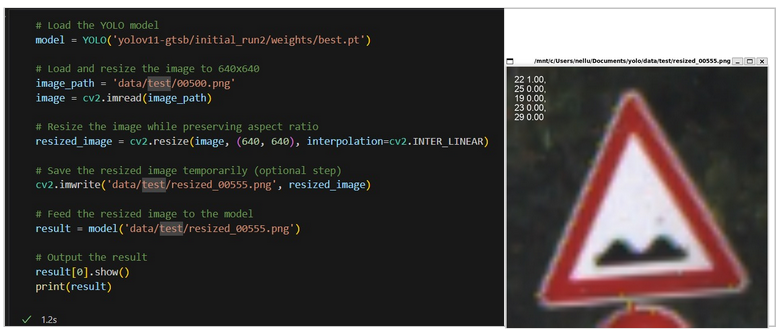 # Load the YOLO model
model = YOLO('yolov11-gtsb/initial_run2/weights/best.pt')
# Load and resize the image to 640x640
image_path = 'data/test/00500.png'
image = cv2.imread(image_path)
# Resize the image while preserving aspect ratio
resized_image = cv2.resize(image, (640, 640), interpolation=cv2.INTER_LINEAR)
# Save the resized image temporarily (optional step)
cv2.imwrite('data/test/resized_00555.png', resized_image)
# Feed the resized image to the model
result = model('data/test/resized_00555.png')
# Output the result
result[0].show()
print(result)
1.2s
/mnt/c/Users/nellu/Documents/yolo/data/test/resized_00555.png
22 1.00,
25 0.00,
19 0.00,
23 0.00,
29 0.00